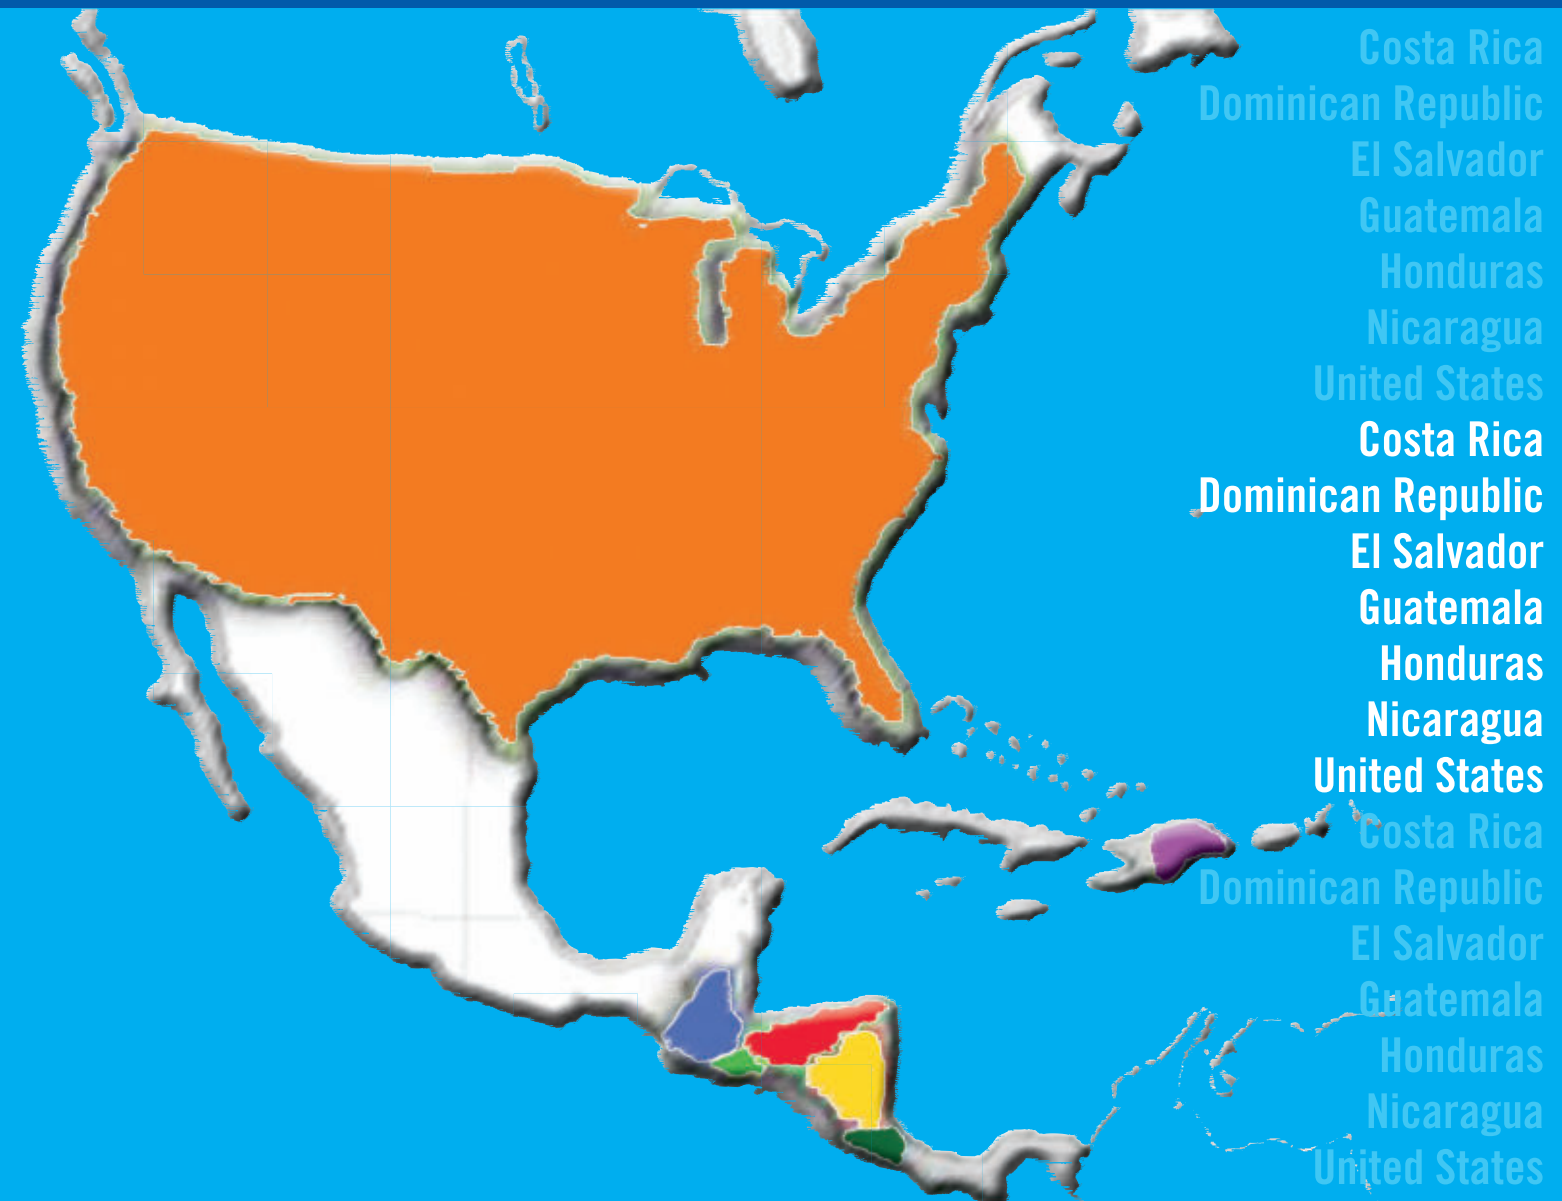 Costa Rica
Dominican Republic
El Salvador
Guatemala
Honduras
Nicaragua
United States
Costa Rica
Dominican Republic
El Salvador
Guatemala
Honduras
Nicaragua
United States
Costa Rica
Dominican Republic
El Salvador
Guatemala
Honduras
Nicaragua
United States